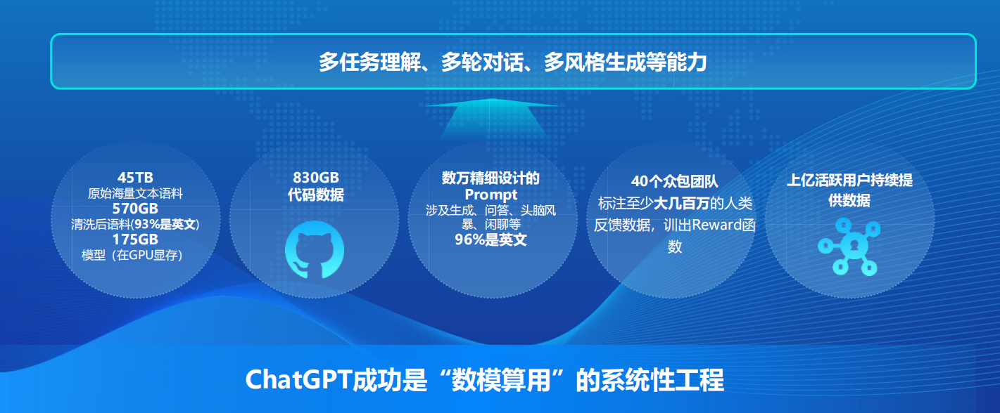 多任务理解、多轮对话、多风格生成等能力
45TB
原始海量文本语料
570GB
清洗后语料(93%是英文)
175GB
模型（在GPU显存）
830GB
代码数据
数万精细设计的
Prompt
涉及生成、问答、头脑风
暴、闲聊等
96%是英文
40个众包团队
标注至少大几百万的人类
反馈数据，训出Reward函
数
上亿活跃用户持续提
供数据
ChatGPT成功是“数模算用”的系统性工程